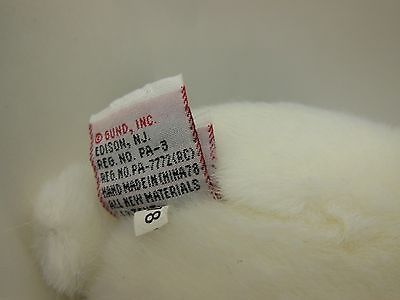 © GUND, INC.
EDISON, N.J.
REG. NO. PA-3
REG.NO.PA-7772(RC)
HAND MADE IN CHINA78
ALL NEW MATERIALS
8